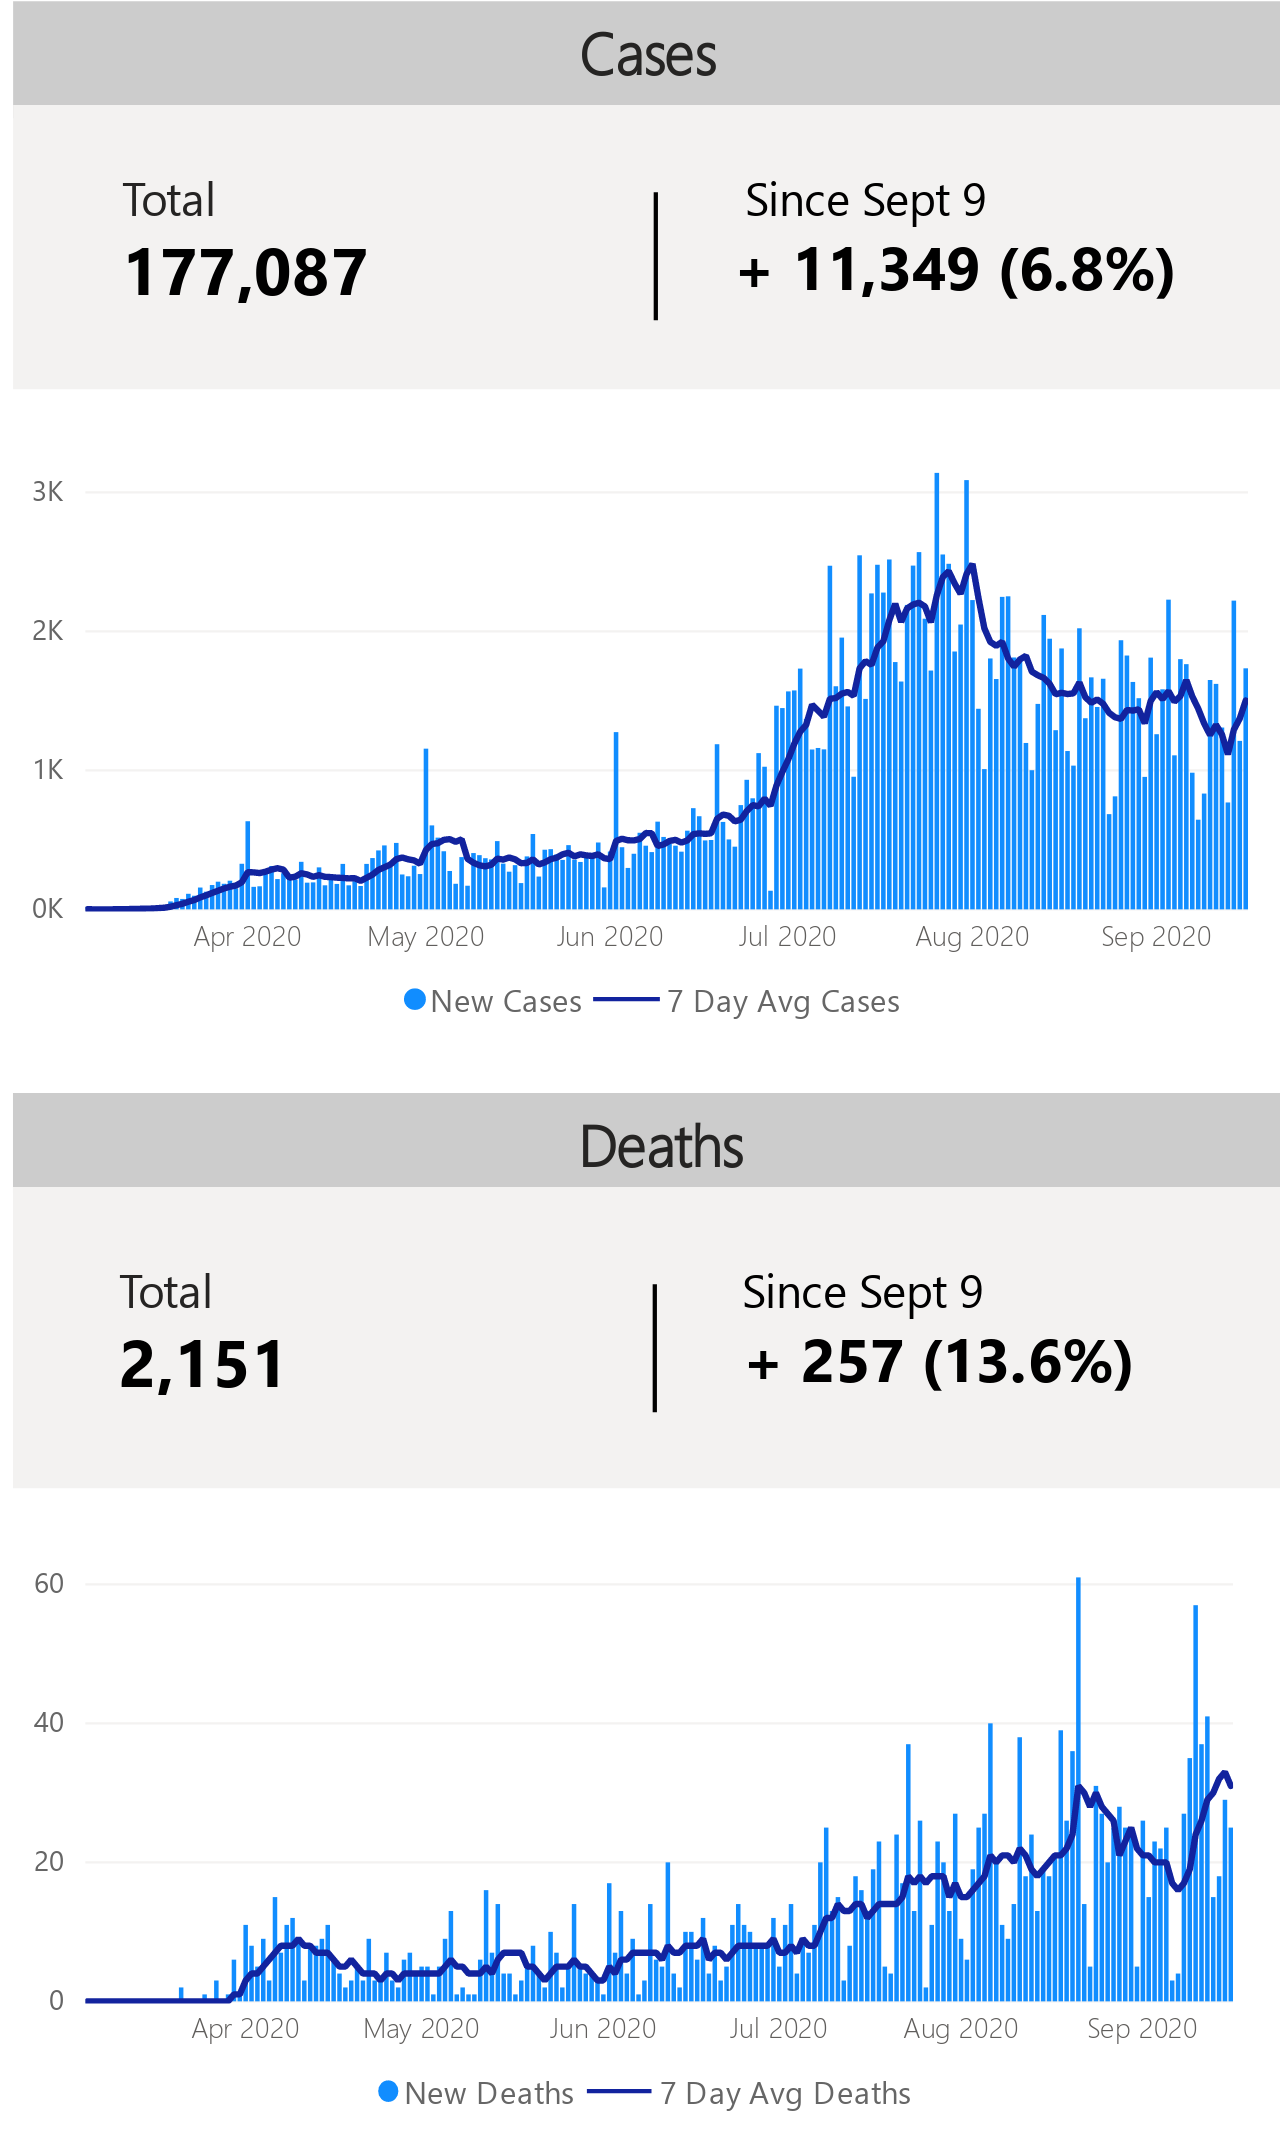 Cases
Total
Since Sept 9
177,087
+ 11,349 (6.8%)
3K
2K
1K
0K
Apr 2020 May 2020 Jun 2020 Jul 2020 Aug 2020 Sep 2020
New Cases 7 Day Avg Cases
Deaths
Total
Since Sept 9
2,151
+ 257 (13.6%)
60
40
20
0
Apr 2020 May 2020 Jun 2020 Jul 2020 Aug 2020 Sep 2020
New Deaths 7 Day Avg Deaths